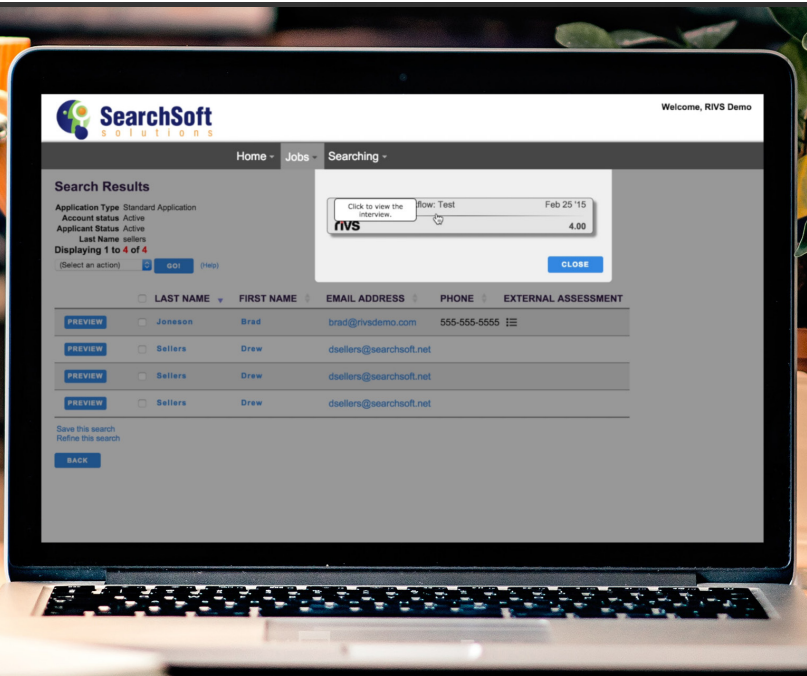 SearchSoft
solutions
Welcome, RIVS Demo
Home
Jobs
Searching
Search Results
Application Type Standard Application
Account status Active
Applicant Status Active
Last Name sellers
Displaying 1 to 4 of 4
(Select an action) GO! (Help)
Click to view the
interview.
flow: Test Feb 25 '15
rivs 4.00
CLOSE
LAST NAME FIRST NAME EMAIL ADDRESS PHONE EXTERNAL ASSESSMENT
PREVIEW Joneson Brad brad@rivsdemo.com 555-555-5555
PREVIEW Sellers Drew dsellers@searchsoft.net
PREVIEW Sellers Drew dsellers@searchsoft.net
PREVIEW Sellers Drew dsellers@searchsoft.net
Save this search
Refine this search
BACK